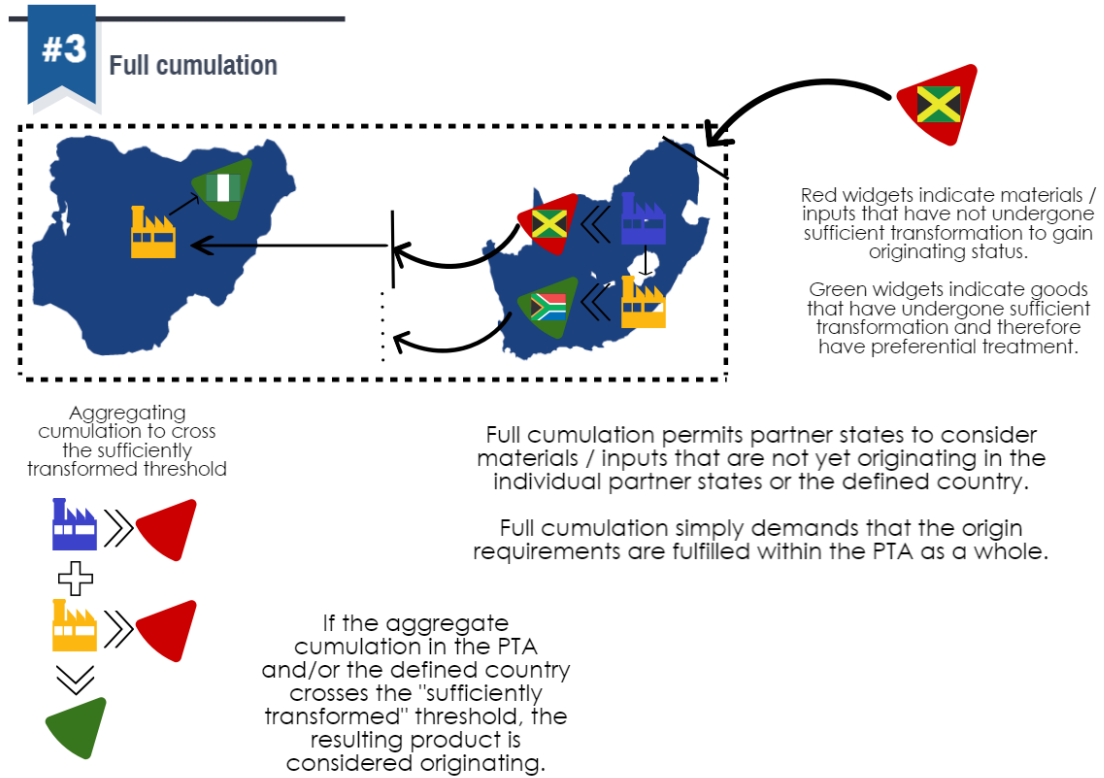 #3
Full cumulation
Red widgets indicate materials /
inputs that have not undergone
sufficient transformation to gain
originating status.
Green widgets indicate goods
that have undergone sufficient
transformation and therefore
have preferential treatment.
Aggregating
cumulation to cross
the sufficiently
transformed threshold
Full cumulation permits partner states to consider
materials / inputs that are not yet originating in the
individual partner states or the defined country.
Full cumulation simply demands that the origin
requirements are fulfilled within the PTA as a whole.
If the aggregate
cumulation in the PTA
and/or the defined country
crosses the "sufficiently
transformed" threshold, the
resulting product is
considered originating.